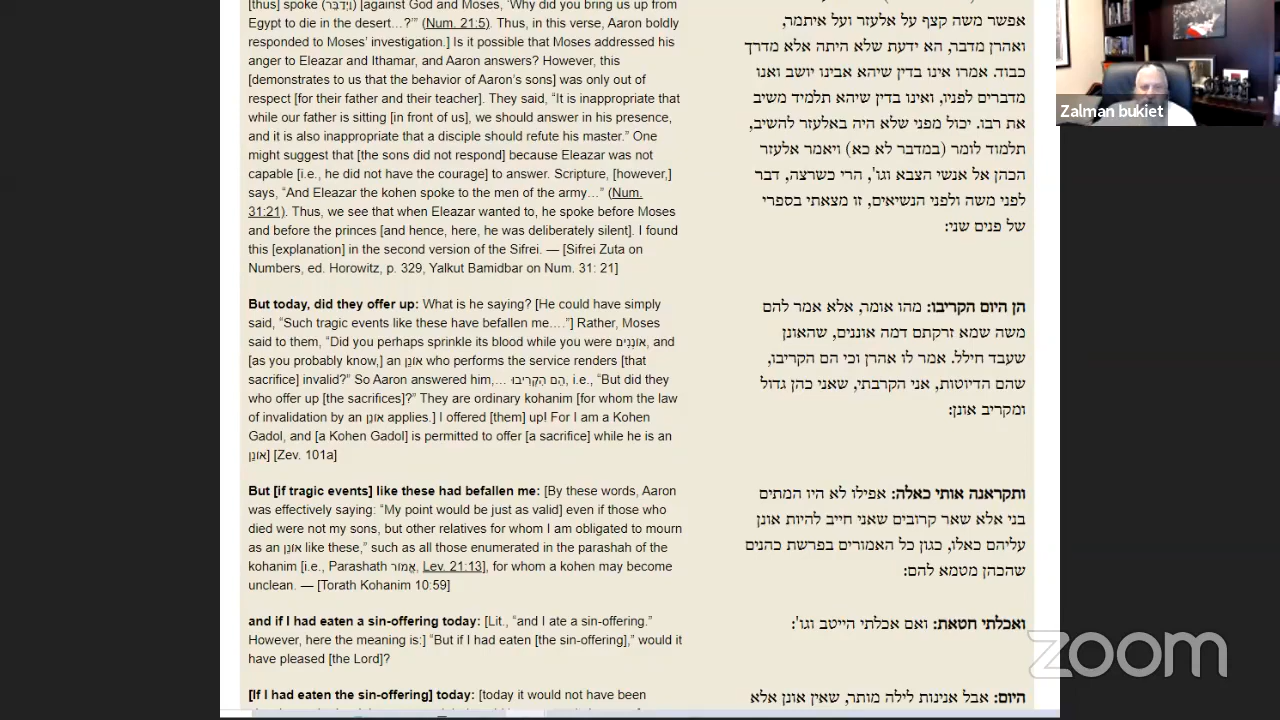 [thus] spoke (וַיְדַבֵּר) [against God and Moses, ‘Why did you bring us up from
Egypt to die in the desert…?’” (Num. 21:5). Thus, in this verse, Aaron boldly
responded to Moses’ investigation.] Is it possible that Moses addressed his
anger to Eleazar and Ithamar, and Aaron answers? However, this
[demonstrates to us that the behavior of Aaron’s sons] was only out of
respect [for their father and their teacher]. They said, “It is inappropriate that
while our father is sitting [in front of us], we should answer in his presence,
and it is also inappropriate that a disciple should refute his master.” One
might suggest that [the sons did not respond] because Eleazar was not
capable [i.e., he did not have the courage] to answer. Scripture, [however,]
says, “And Eleazar the kohen spoke to the men of the army…” (Num.
31:21). Thus, we see that when Eleazar wanted to, he spoke before Moses
and before the princes [and hence, here, he was deliberately silent]. I found
this [explanation] in the second version of the Sifrei. — [Sifrei Zuta on
Numbers, ed. Horowitz, p. 329, Yalkut Bamidbar on Num. 31: 21]
But today, did they offer up: What is he saying? [He could have simply
said, “Such tragic events like these have befallen me….”] Rather, Moses
said to them, “Did you perhaps sprinkle its blood while you were אוֹנְנִים, and
[as you probably know,] an אוֹנֵן who performs the service renders [that
sacrifice] invalid?” So Aaron answered him,… הֵם הִקְרִיבוּ, i.e., “But did they
who offer up [the sacrifices]?” They are ordinary kohanim [for whom the law
of invalidation by an אוֹנֵן applies.] I offered [them] up! For I am a Kohen
Gadol, and [a Kohen Gadol] is permitted to offer [a sacrifice] while he is an
אוֹנֵן] [Zev. 101a]
But [if tragic events] like these had befallen me: [By these words, Aaron
was effectively saying: “My point would be just as valid] even if those who
died were not my sons, but other relatives for whom I am obligated to mourn
as an אוֹנֵן like these,” such as all those enumerated in the parashah of the
kohanim [i.e., Parashath אֱמוֹר, Lev. 21:13], for whom a kohen may become
unclean. — [Torath Kohanim 10:59]
and if I had eaten a sin-offering today: [Lit., “and I ate a sin-offering.”
However, here the meaning is:] “But if I had eaten [the sin-offering],” would it
have pleased [the Lord]?
[If I had eaten the sin-offering] today: [today it would not have been
אפשר משה קצף על אלעזר ועל איתמר,
ואהרן מדבר, הא ידעת שלא היתה אלא מדרך
כבוד. אמרו אינו בדין שיהא אבינו יושב ואנו
מדברים לפניו, ואינו בדין שיהא תלמיד משיב
את רבו. יכול מפני שלא היה באלעזר להשיב,
תלמוד לומר (במדבר לא כא) ויאמר אלעזר
הכהן אל אנשי הצבא וגו', הרי כשרצה, דבר
לפני משה ולפני הנשיאים, זו מצאתי בספרי
של פנים שני:
הן היום הקריבו: מהו אומר, אלא אמר להם
משה שמא זרקתם דמה אוננים, שהאונן
שעבד חילל. אמר לו אהרן וכי הם הקריבו,
שהם הדיוטות, אני הקרבתי, שאני כהן גדול
ומקריב אונן:
ותקראנה אותי כאלה: אפילו לא היו המתים
בני אלא שאר קרובים שאני חייב להיות אונן
עליהם כאלו, כגון כל האמורים בפרשת כהנים
שהכהן מטמא להם:
ואכלתי חטאת: ואם אכלתי הייטב וגו':
היום: אבל אנינות לילה מותר, שאין אונן אלא
Zalman bukiet
zoom